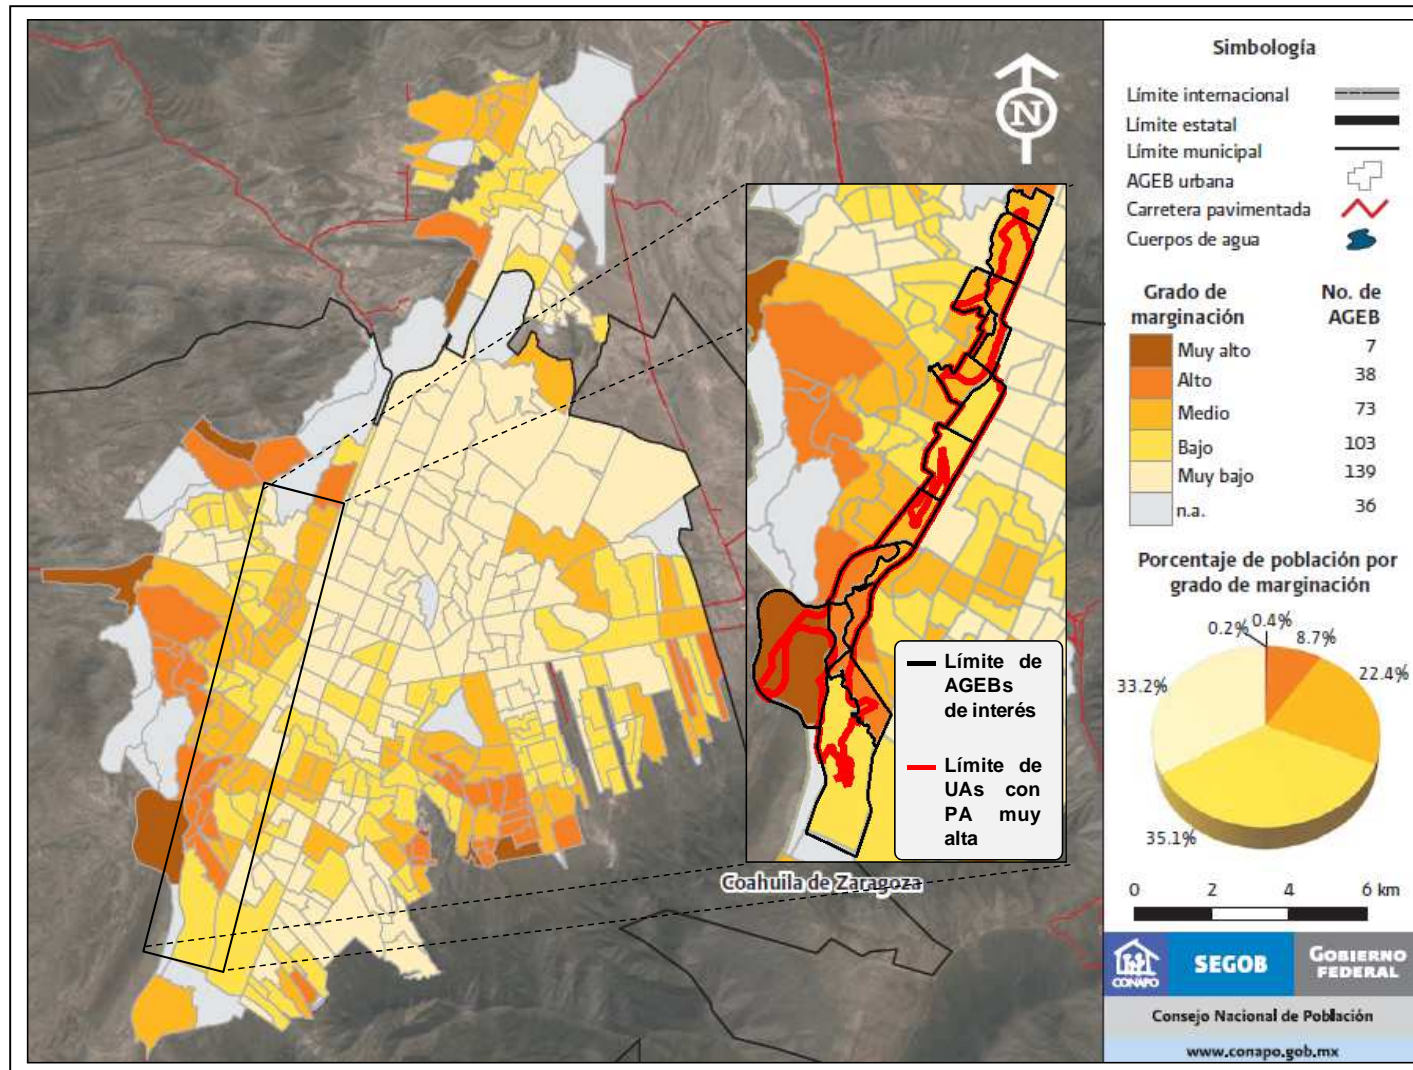 N
Coahuila de Zaragoza
Límite de
AGEBs
de interés
Límite de
UAs con
PA muy
alta
Simbología
Límite internacional
Límite estatal
Límite municipal
AGEB urbana
Carretera pavimentada
Cuerpos de agua
Grado de No. de
marginación AGEB
Muy alto 7
Alto 38
Medio 73
Bajo 103
Muy bajo 139
n.a. 36
Porcentaje de población por
grado de marginación
0.2% 0.4%
8.7%
22.4%
33.2%
35.1%
0 2 4 6 km
CONAPO
SEGOB
GOBIERNO
FEDERAL
Consejo Nacional de Población
www.conapo.gob.mx